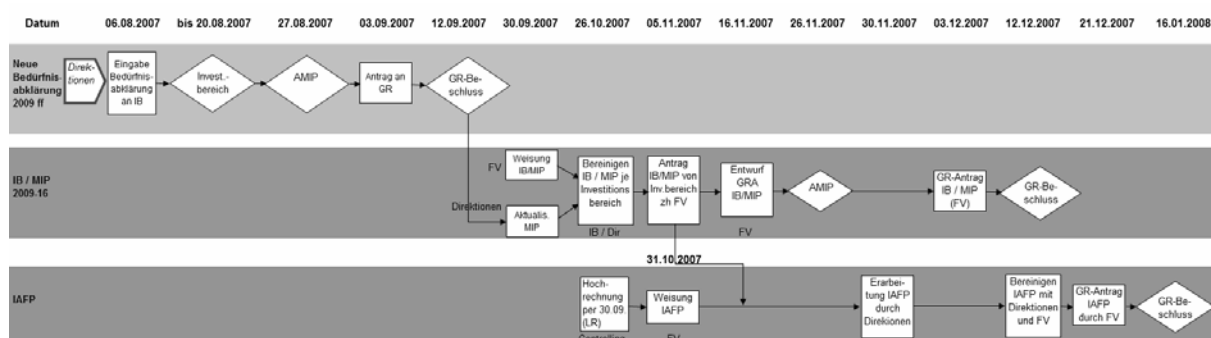 Datum 06.08.2007 bis 20.08.2007 27.08.2007 03.09.2007 12.09.2007 30.09.2007 26.10.2007 05.11.2007 16.11.2007 26.11.2007 30.11.2007 03.12.2007 12.12.2007 21.12.2007 16.01.2008
Neue
Bedürfnis-
abklärung
2009 ff
Direk-
tionen
Eingabe
Bedürfnis-
abklärung
an IB
Invest.-
bereich
AMIP
Antrag an
GR
GR-Be-
schluss
IB / MIP
2009-16
FV
Weisung
IB/MIP
Direktionen
Aktualis.
MIP
Bereinigen
IB / MIP je
Investitions
bereich
IB / Dir
Antrag
IB/MIP von
Inv.bereich
zh FV
Entwurf
GRA
IB/MIP
FV
AMIP
GR-Antrag
IB / MIP
(FV)
GR-Be-
schluss
31.10.2007
IAFP
Hoch-
rechnung
per 30.09.
(LR)
Controlling
Weisung
IAFP
FV
Erarbei-
tung IAFP
durch
Direkionen
Bereinigen
IAFP mit
Direktionen
und FV
GR-Antrag
IAFP
durch FV
GR-Be-
schluss